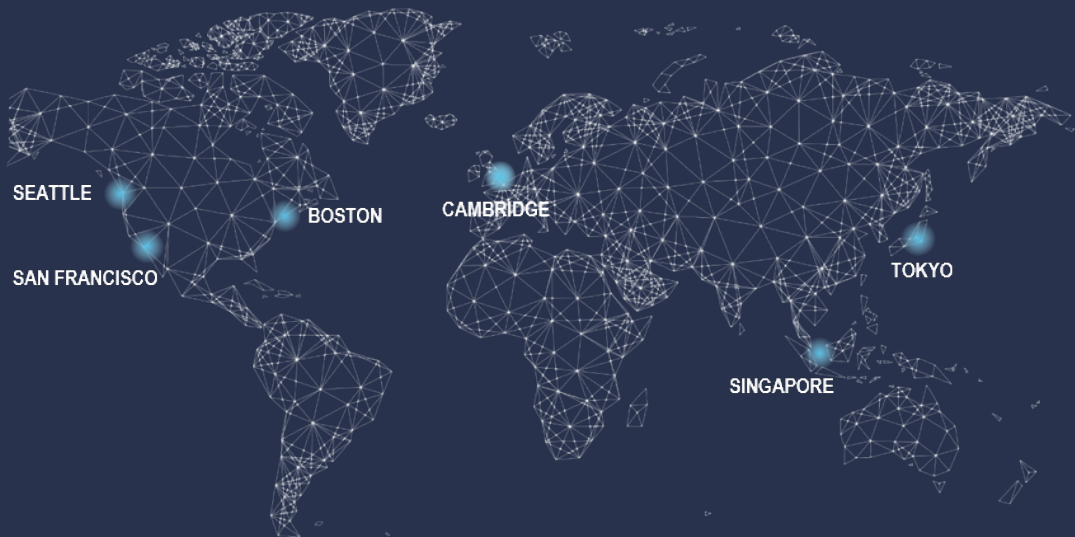 SEATTLE
BOSTON
CAMBRIDGE
SAN FRANCISCO
TOKYO
SINGAPORE